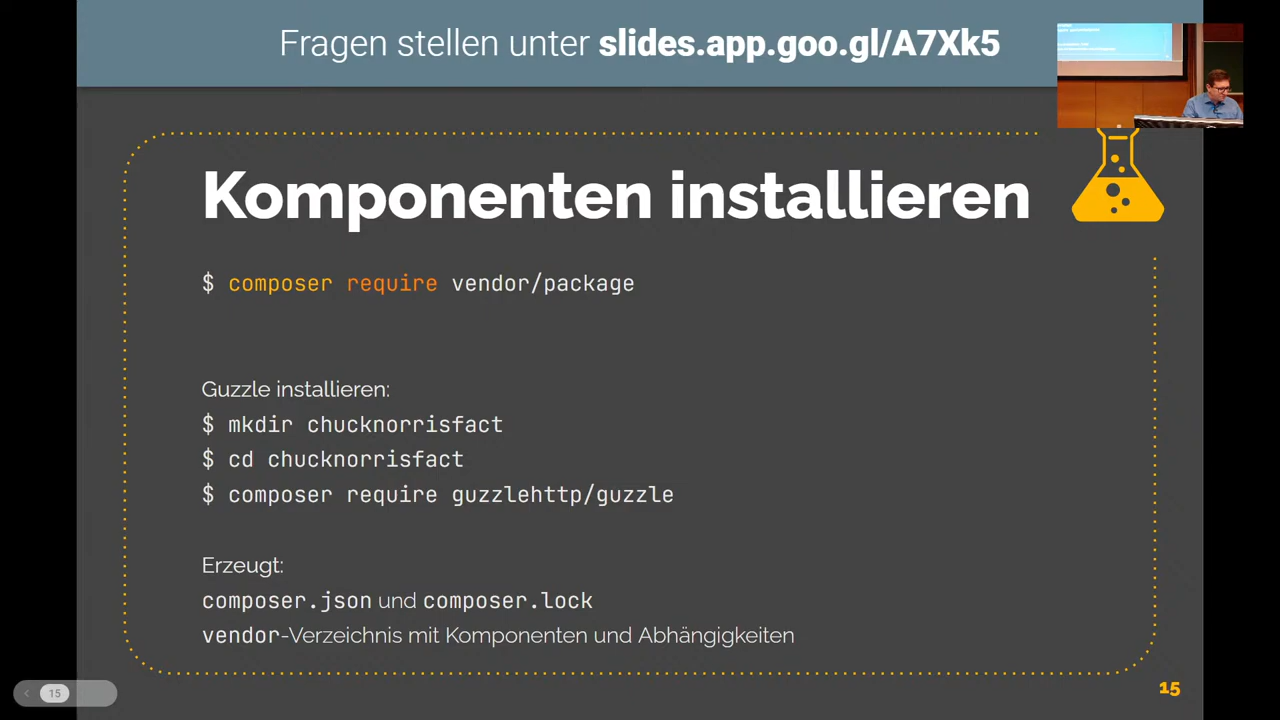 Fragen stellen unter slides.app.goo.gl/A7Xk5
Komponenten installieren
$ composer require vendor/package
Guzzle installieren:
$ mkdir chucknorrisfact
$ cd chucknorrisfact
$ composer require guzzlehttp/guzzle
Erzeugt:
composer.json und composer.lock
vendor-Verzeichnis mit Komponenten und Abhängigkeiten
15
15